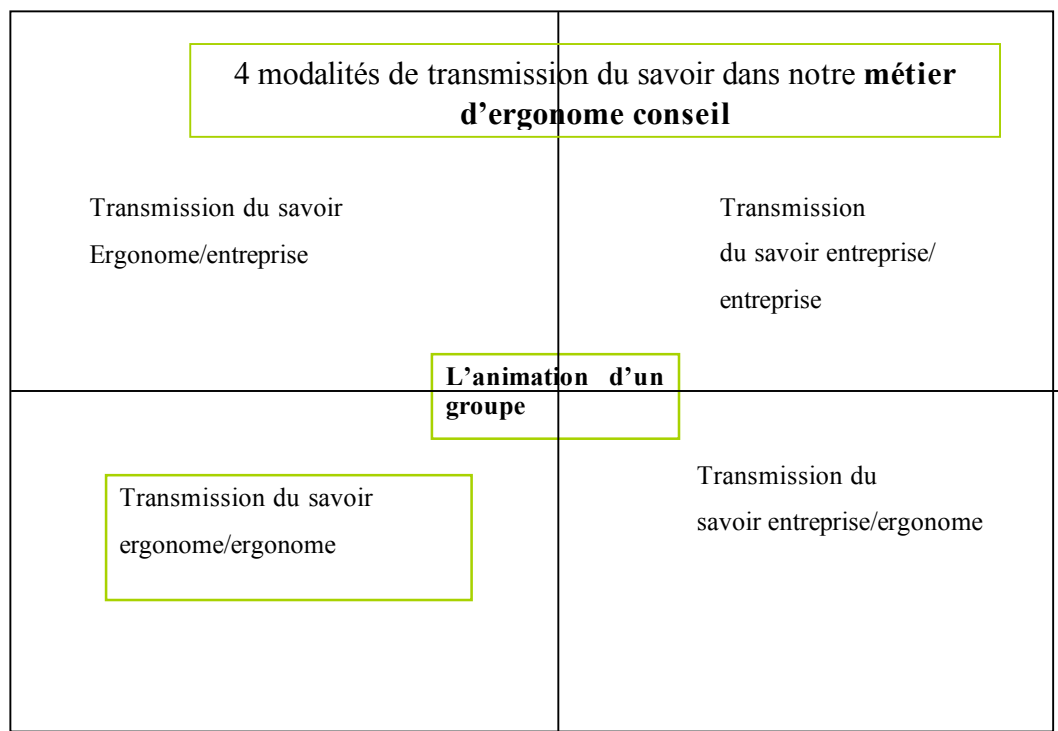 4 modalités de transmission du savoir dans notre métier
d’ergonome conseil
Transmission du savoir
Ergonome/entreprise
Transmission
du savoir entreprise/
entreprise
L’animation d’un
groupe
Transmission du savoir
ergonome/ergonome
Transmission du
savoir entreprise/ergonome